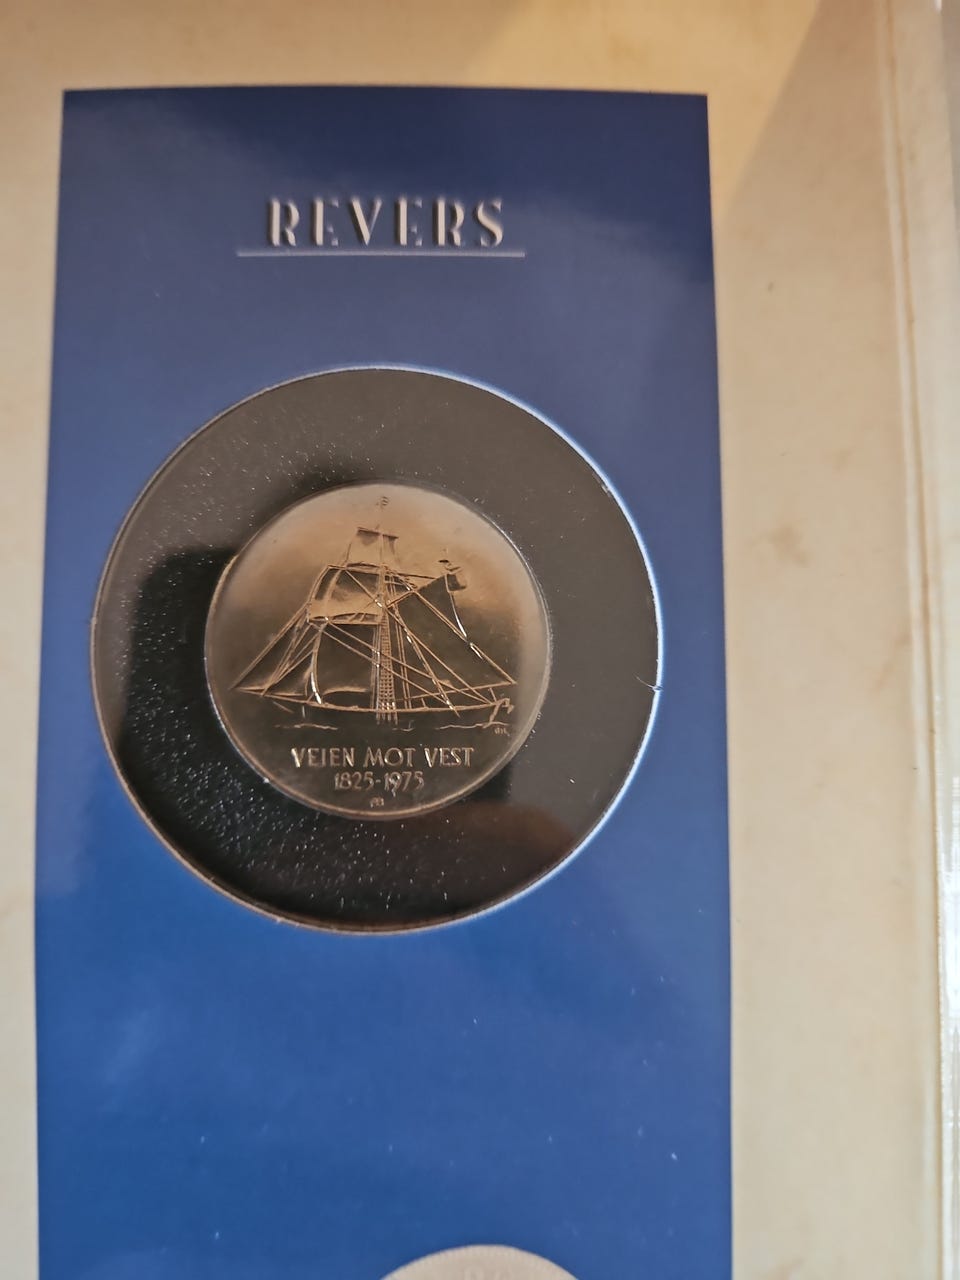 REVERS
VEIEN MOT VEST
1825-1975